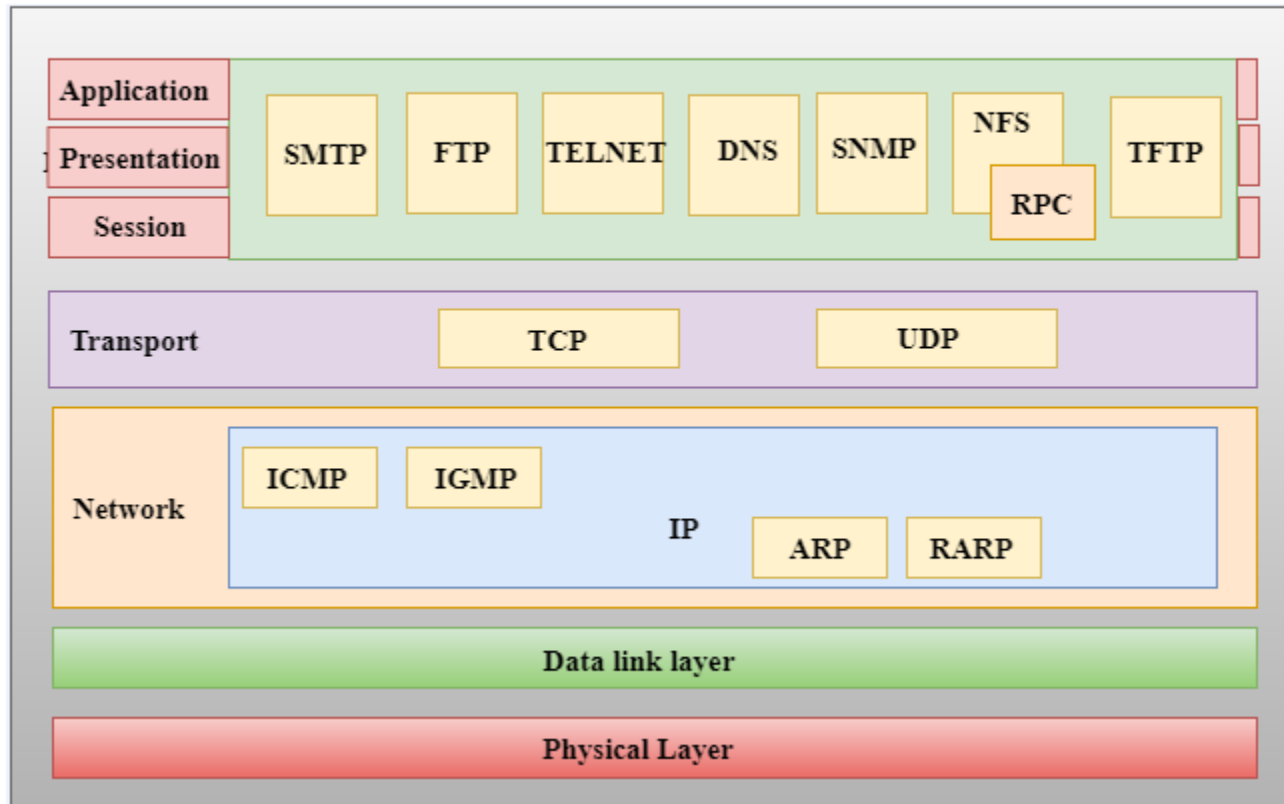 Application
Presentation
Session
SMTP
FTP
TELNET
DNS
SNMP
NFS
RPC
TFTP
Transport
TCP
UDP
Network
ICMP
IGMP
IP
ARP
RARP
Data link layer
Physical Layer